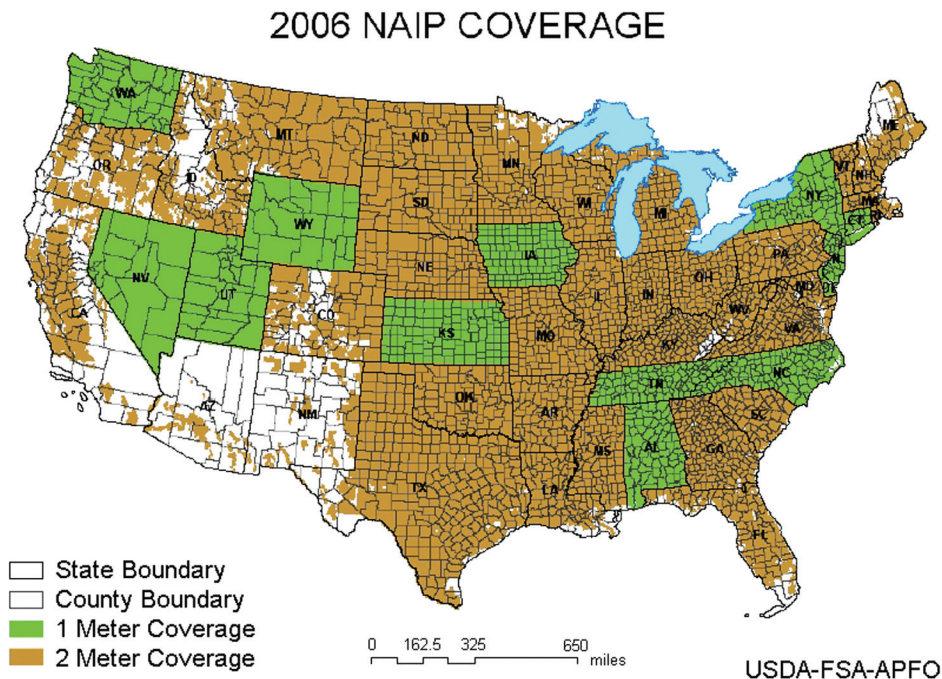 2006 NAIP COVERAGE
WA
MT
ND
MN
ME
OR
ID
SD
WI
MI
VT
NH
NY
MA
CT
RI
WY
IA
NE
PA
NV
UT
CO
IL
IN
OH
NJ
MD
DE
CA
KS
MO
WV
VA
KY
AZ
NM
OK
AR
TN
NC
SC
MS
AL
GA
TX
LA
FL
State Boundary
County Boundary
1 Meter Coverage
2 Meter Coverage
0 162.5 325 650
miles
USDA-FSA-APFO